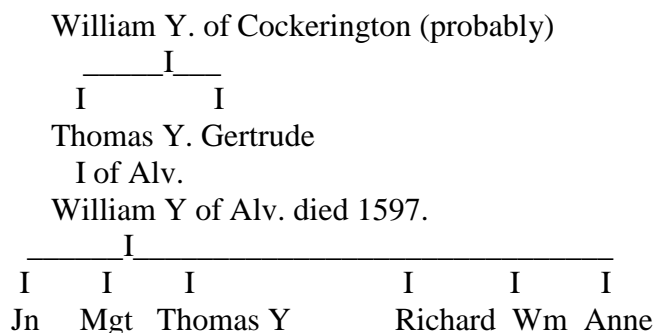 William Y. of Cockerington (probably)
_____I___
I I
Thomas Y. Gertrude
I of Alv.
William Y of Alv. died 1597.
______I______________________________
I I I I I I
Jn Mgt Thomas Y Richard Wm Anne